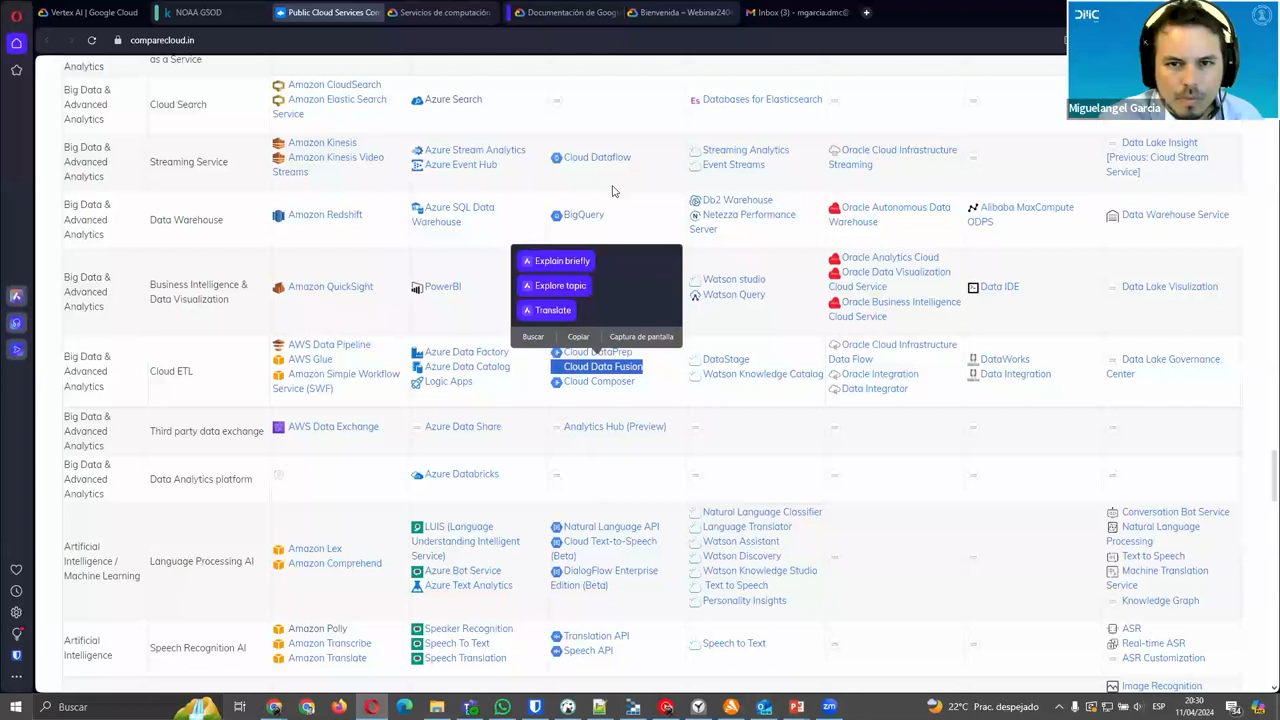 Vertex AI | Google Cloud
NOAA GSOD
Public Cloud Services Co
Servicios de computación
Documentación de Goog
Bienvenida – Webinar240
Inbox (3) - mgarcia.dmc@
comparecloud.in
DMC
Miguelangel Garcia
Analytics
as a Service
Big Data &
Advanced
Analytics
Cloud Search
Amazon CloudSearch
Amazon Elastic Search
Service
Azure Search
Databases for Elasticsearch
Big Data &
Advanced
Analytics
Streaming Service
Amazon Kinesis
Amazon Kinesis Video
Streams
Azure Stream Analytics
Azure Event Hub
Cloud Dataflow
Streaming Analytics
Event Streams
Oracle Cloud Infrastructure
Streaming
Data Lake Insight
[Previous: Cloud Stream
Service]
Big Data &
Advanced
Analytics
Data Warehouse
Amazon Redshift
Azure SQL Data
Warehouse
BigQuery
Db2 Warehouse
Netezza Performance
Server
Oracle Autonomous Data
Warehouse
Alibaba MaxCompute
ODPS
Data Warehouse Service
Big Data &
Advanced
Analytics
Business Intelligence &
Data Visualization
Amazon QuickSight
PowerBI
Explain briefly
Explore topic
Translate
Buscar
Copiar
Captura de pantalla
Watson studio
Watson Query
Oracle Analytics Cloud
Oracle Data Visualization
Cloud Service
Oracle Business Intelligence
Cloud Service
Data IDE
Data Lake Visulization
Big Data &
Advanced
Analytics
Cloud ETL
AWS Data Pipeline
AWS Glue
Amazon Simple Workflow
Service (SWF)
Azure Data Factory
Azure Data Catalog
Logic Apps
Cloud DataPrep
Cloud Data Fusion
Cloud Composer
DataStage
Watson Knowledge Catalog
Oracle Cloud Infrastructure
Data Flow
Oracle Integration
Data Integrator
DataWorks
Data Integration
Data Lake Governance
Center
Big Data &
Advanced
Analytics
Third party data exchange
AWS Data Exchange
Azure Data Share
Analytics Hub (Preview)
Big Data &
Advanced
Analytics
Data Analytics platform
Azure Databricks
Artificial
Intelligence /
Machine Learning
Language Processing AI
Amazon Lex
Amazon Comprehend
LUIS (Language
Understanding Intelligent
Service)
Azure Bot Service
Azure Text Analytics
Natural Language API
Cloud Text-to-Speech
(Beta)
DialogFlow Enterprise
Edition (Beta)
Natural Language Classifier
Language Translator
Watson Assistant
Watson Discovery
Watson Knowledge Studio
Text to Speech
Personality Insights
Conversation Bot Service
Natural Language
Processing
Text to Speech
Machine Translation
Service
Knowledge Graph
Artificial
Intelligence
Speech Recognition AI
Amazon Polly
Amazon Transcribe
Amazon Translate
Speaker Recognition
Speech To Text
Speech Translation
Translation API
Speech API
Speech to Text
ASR
Real-time ASR
ASR Customization
Image Recognition
Buscar
22°C Prac. despejado
ESP
20:30
11/04/2024